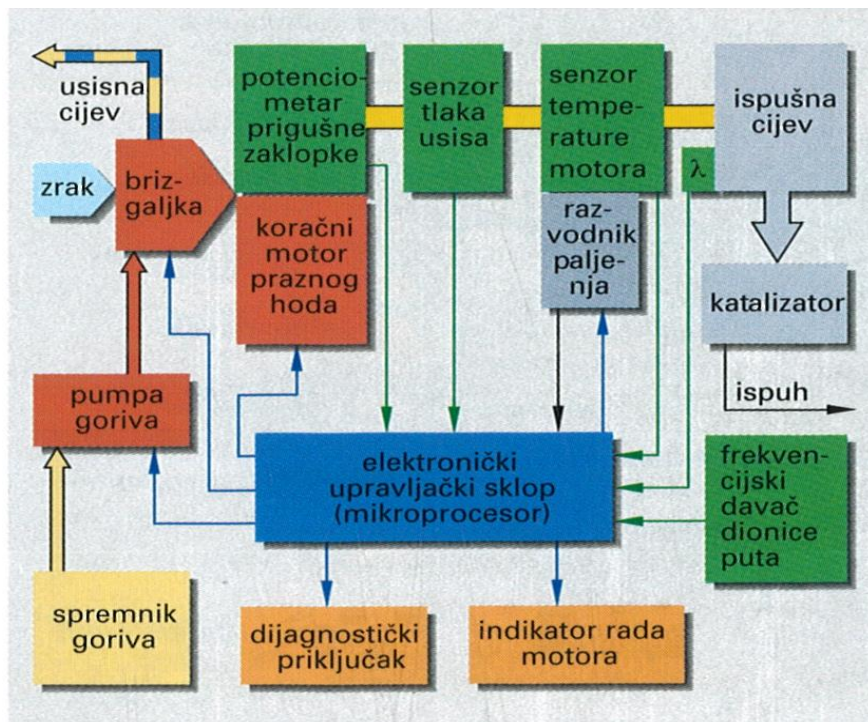 usisna
cijev
potencio-
metar
prigušne
zaklopke
senzor
tlaka
usisa
senzor
tempe-
rature
motora
ispušna
cijev
zrak
briz-
galjka
λ
koračni
motor
praznog
hoda
raz-
vodnik
palje-
nja
katalizator
ispuh
pumpa
goriva
elektronički
upravljački sklop
(mikroprocesor)
frekven-
cijski
davač
dionice
puta
spremnik
goriva
dijagnostički
priključak
indikator rada
motora